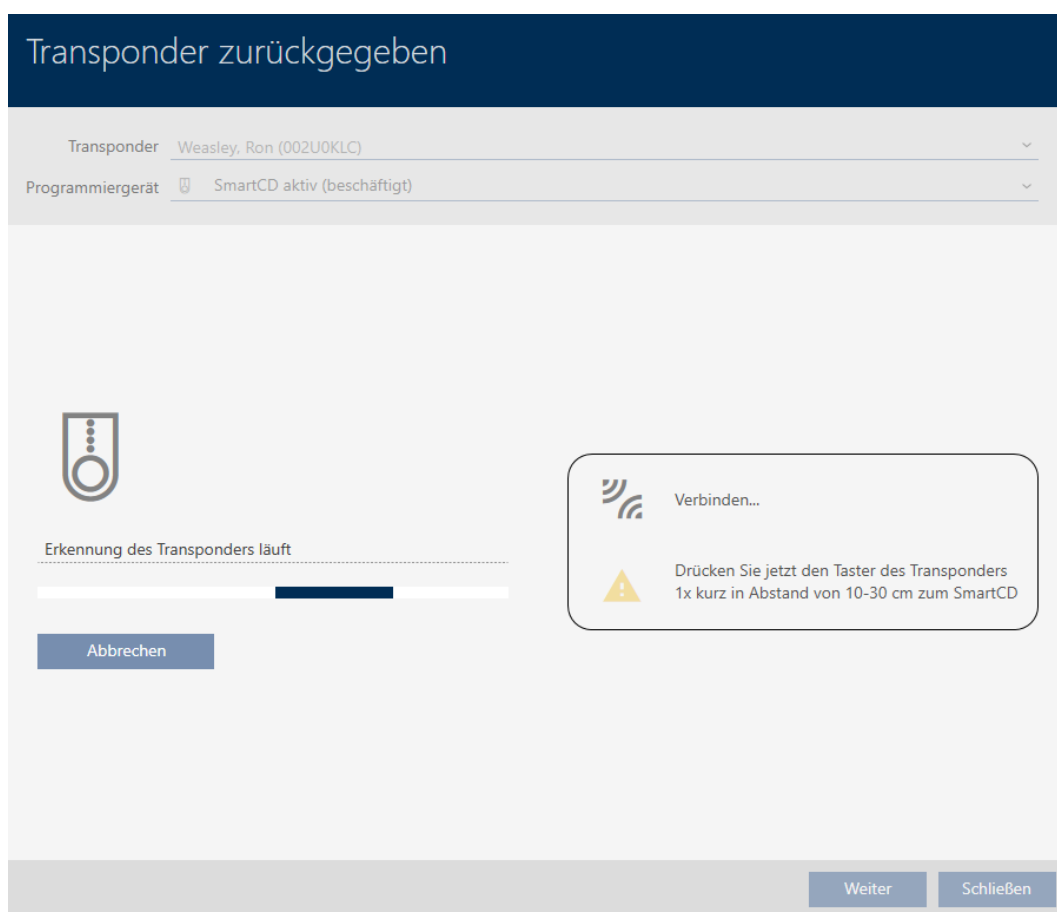 Transponder zurückgegeben
Transponder Weasley, Ron (002U0KLC)
Programmiergerät SmartCD aktiv (beschäftigt)
Verbinden...
Erkennung des Transponders läuft
Drücken Sie jetzt den Taster des Transponders
1x kurz in Abstand von 10-30 cm zum SmartCD
Abbrechen
Weiter Schließen